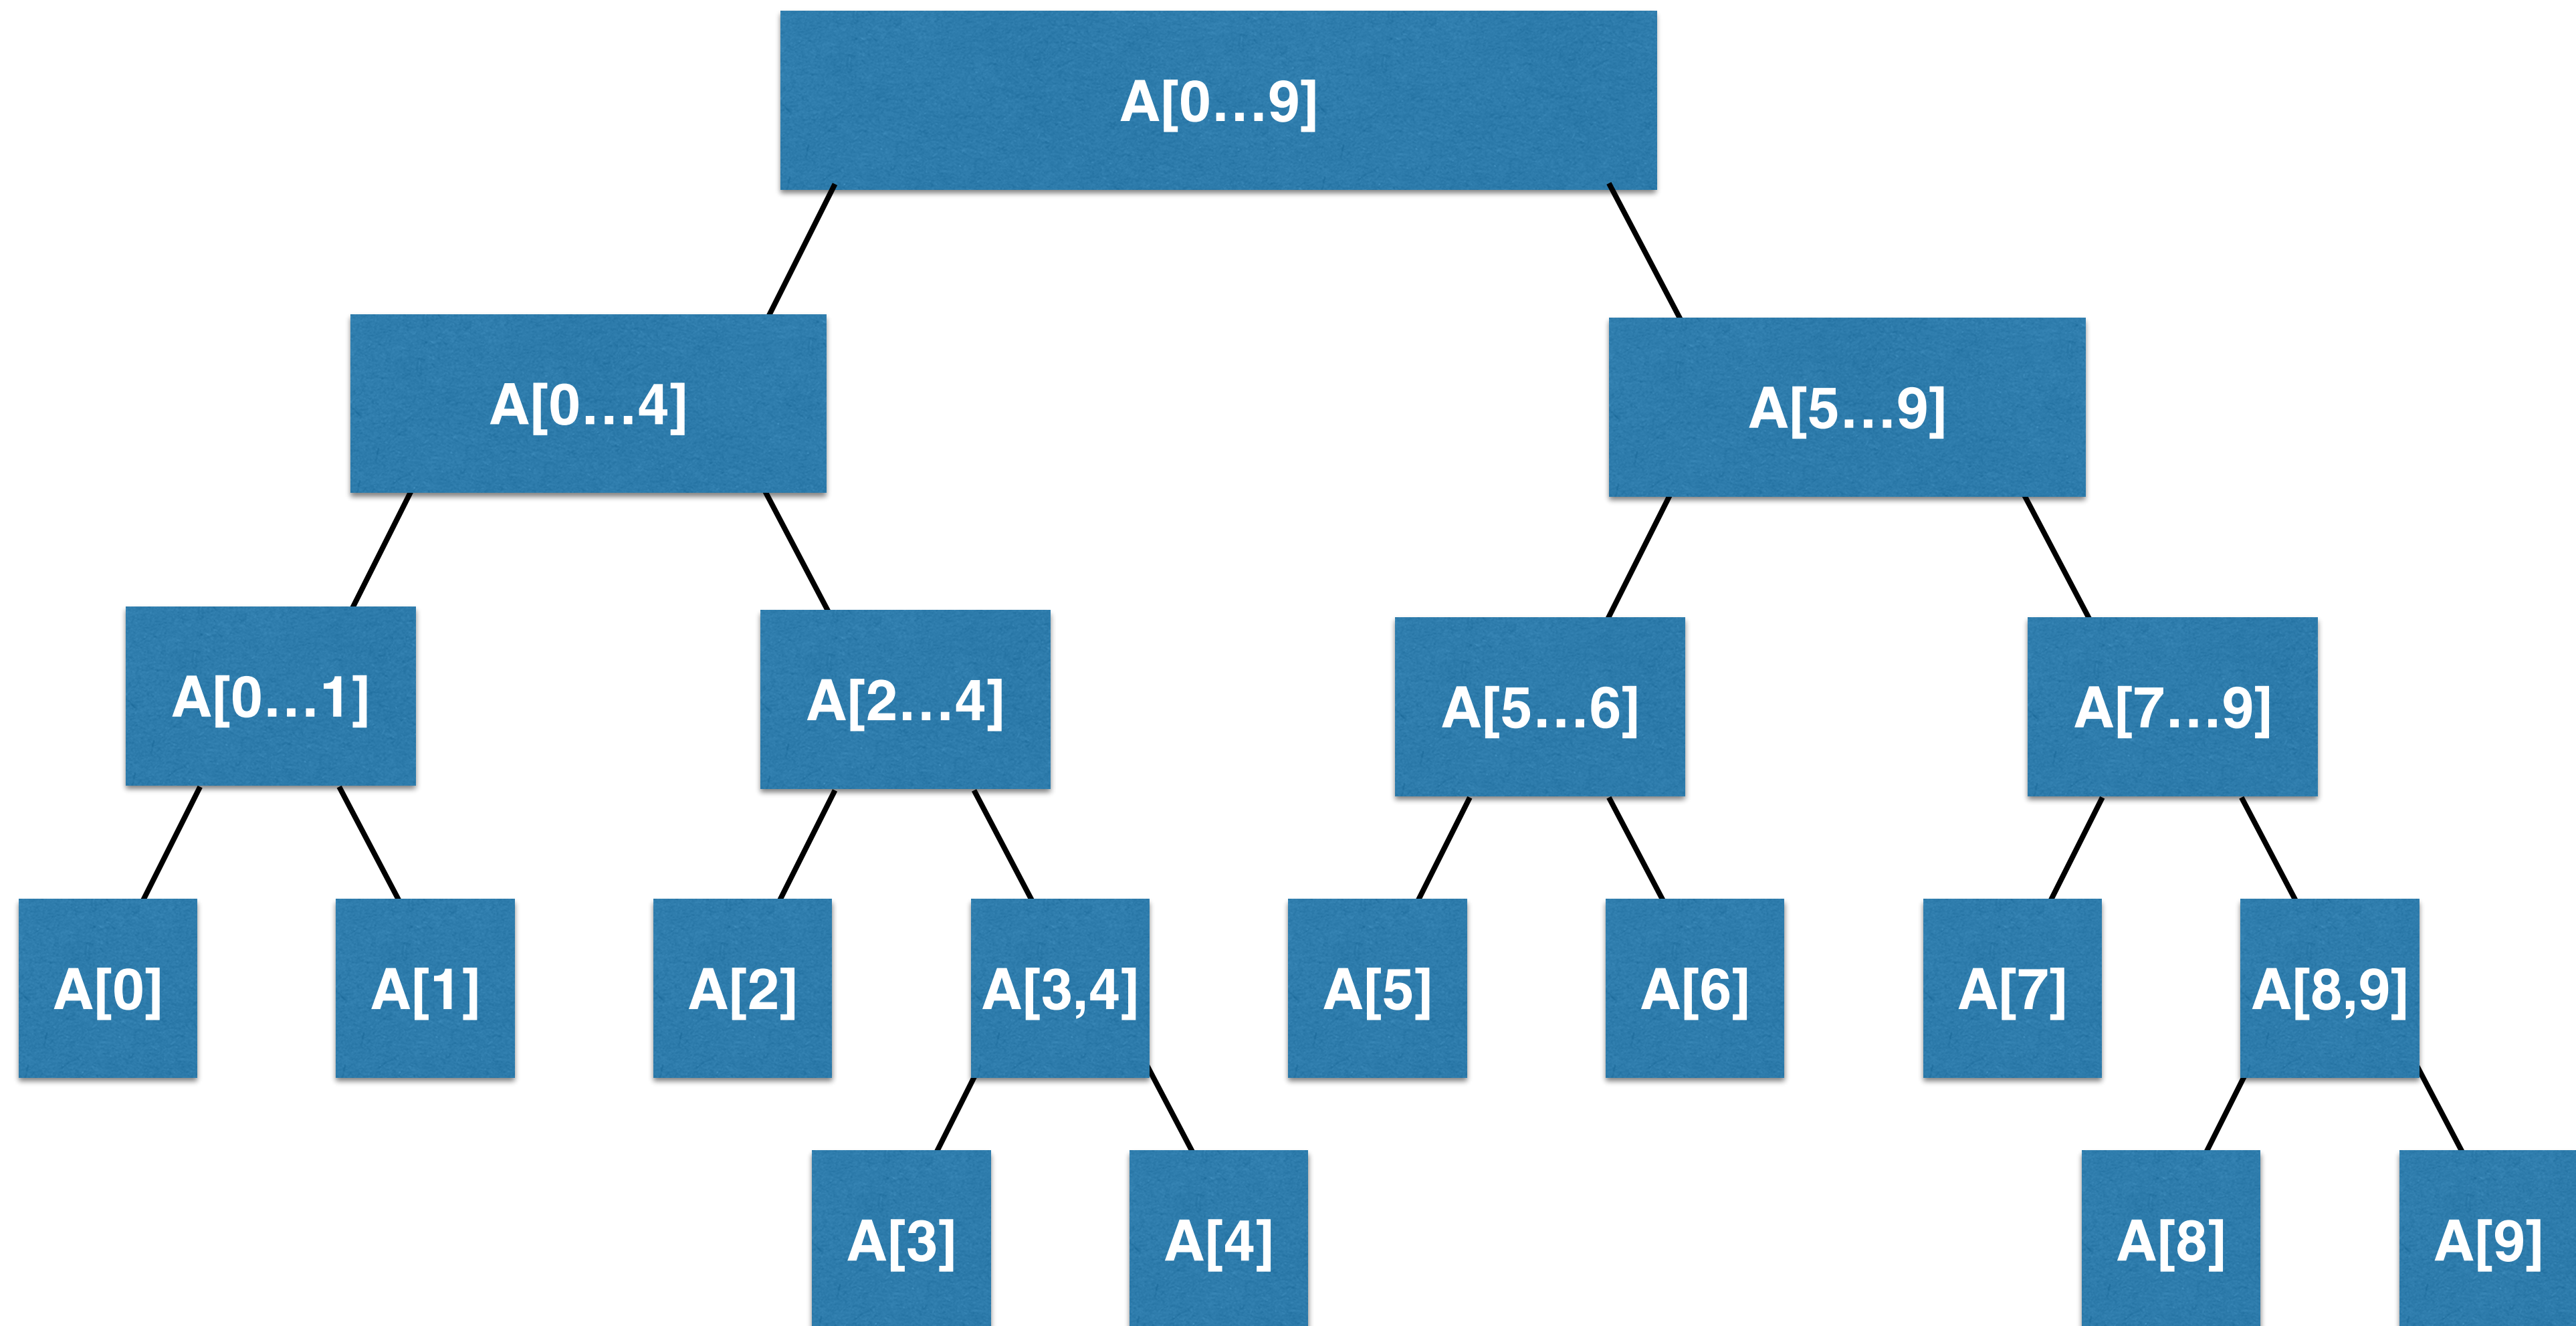 A[0…9]
A[0…4]
A[5…9]
A[0…1]
A[2…4]
A[5…6]
A[7…9]
A[0]
A[1]
A[2]
A[3,4]
A[5]
A[6]
A[7]
A[8,9]
A[3]
A[4]
A[8]
A[9]